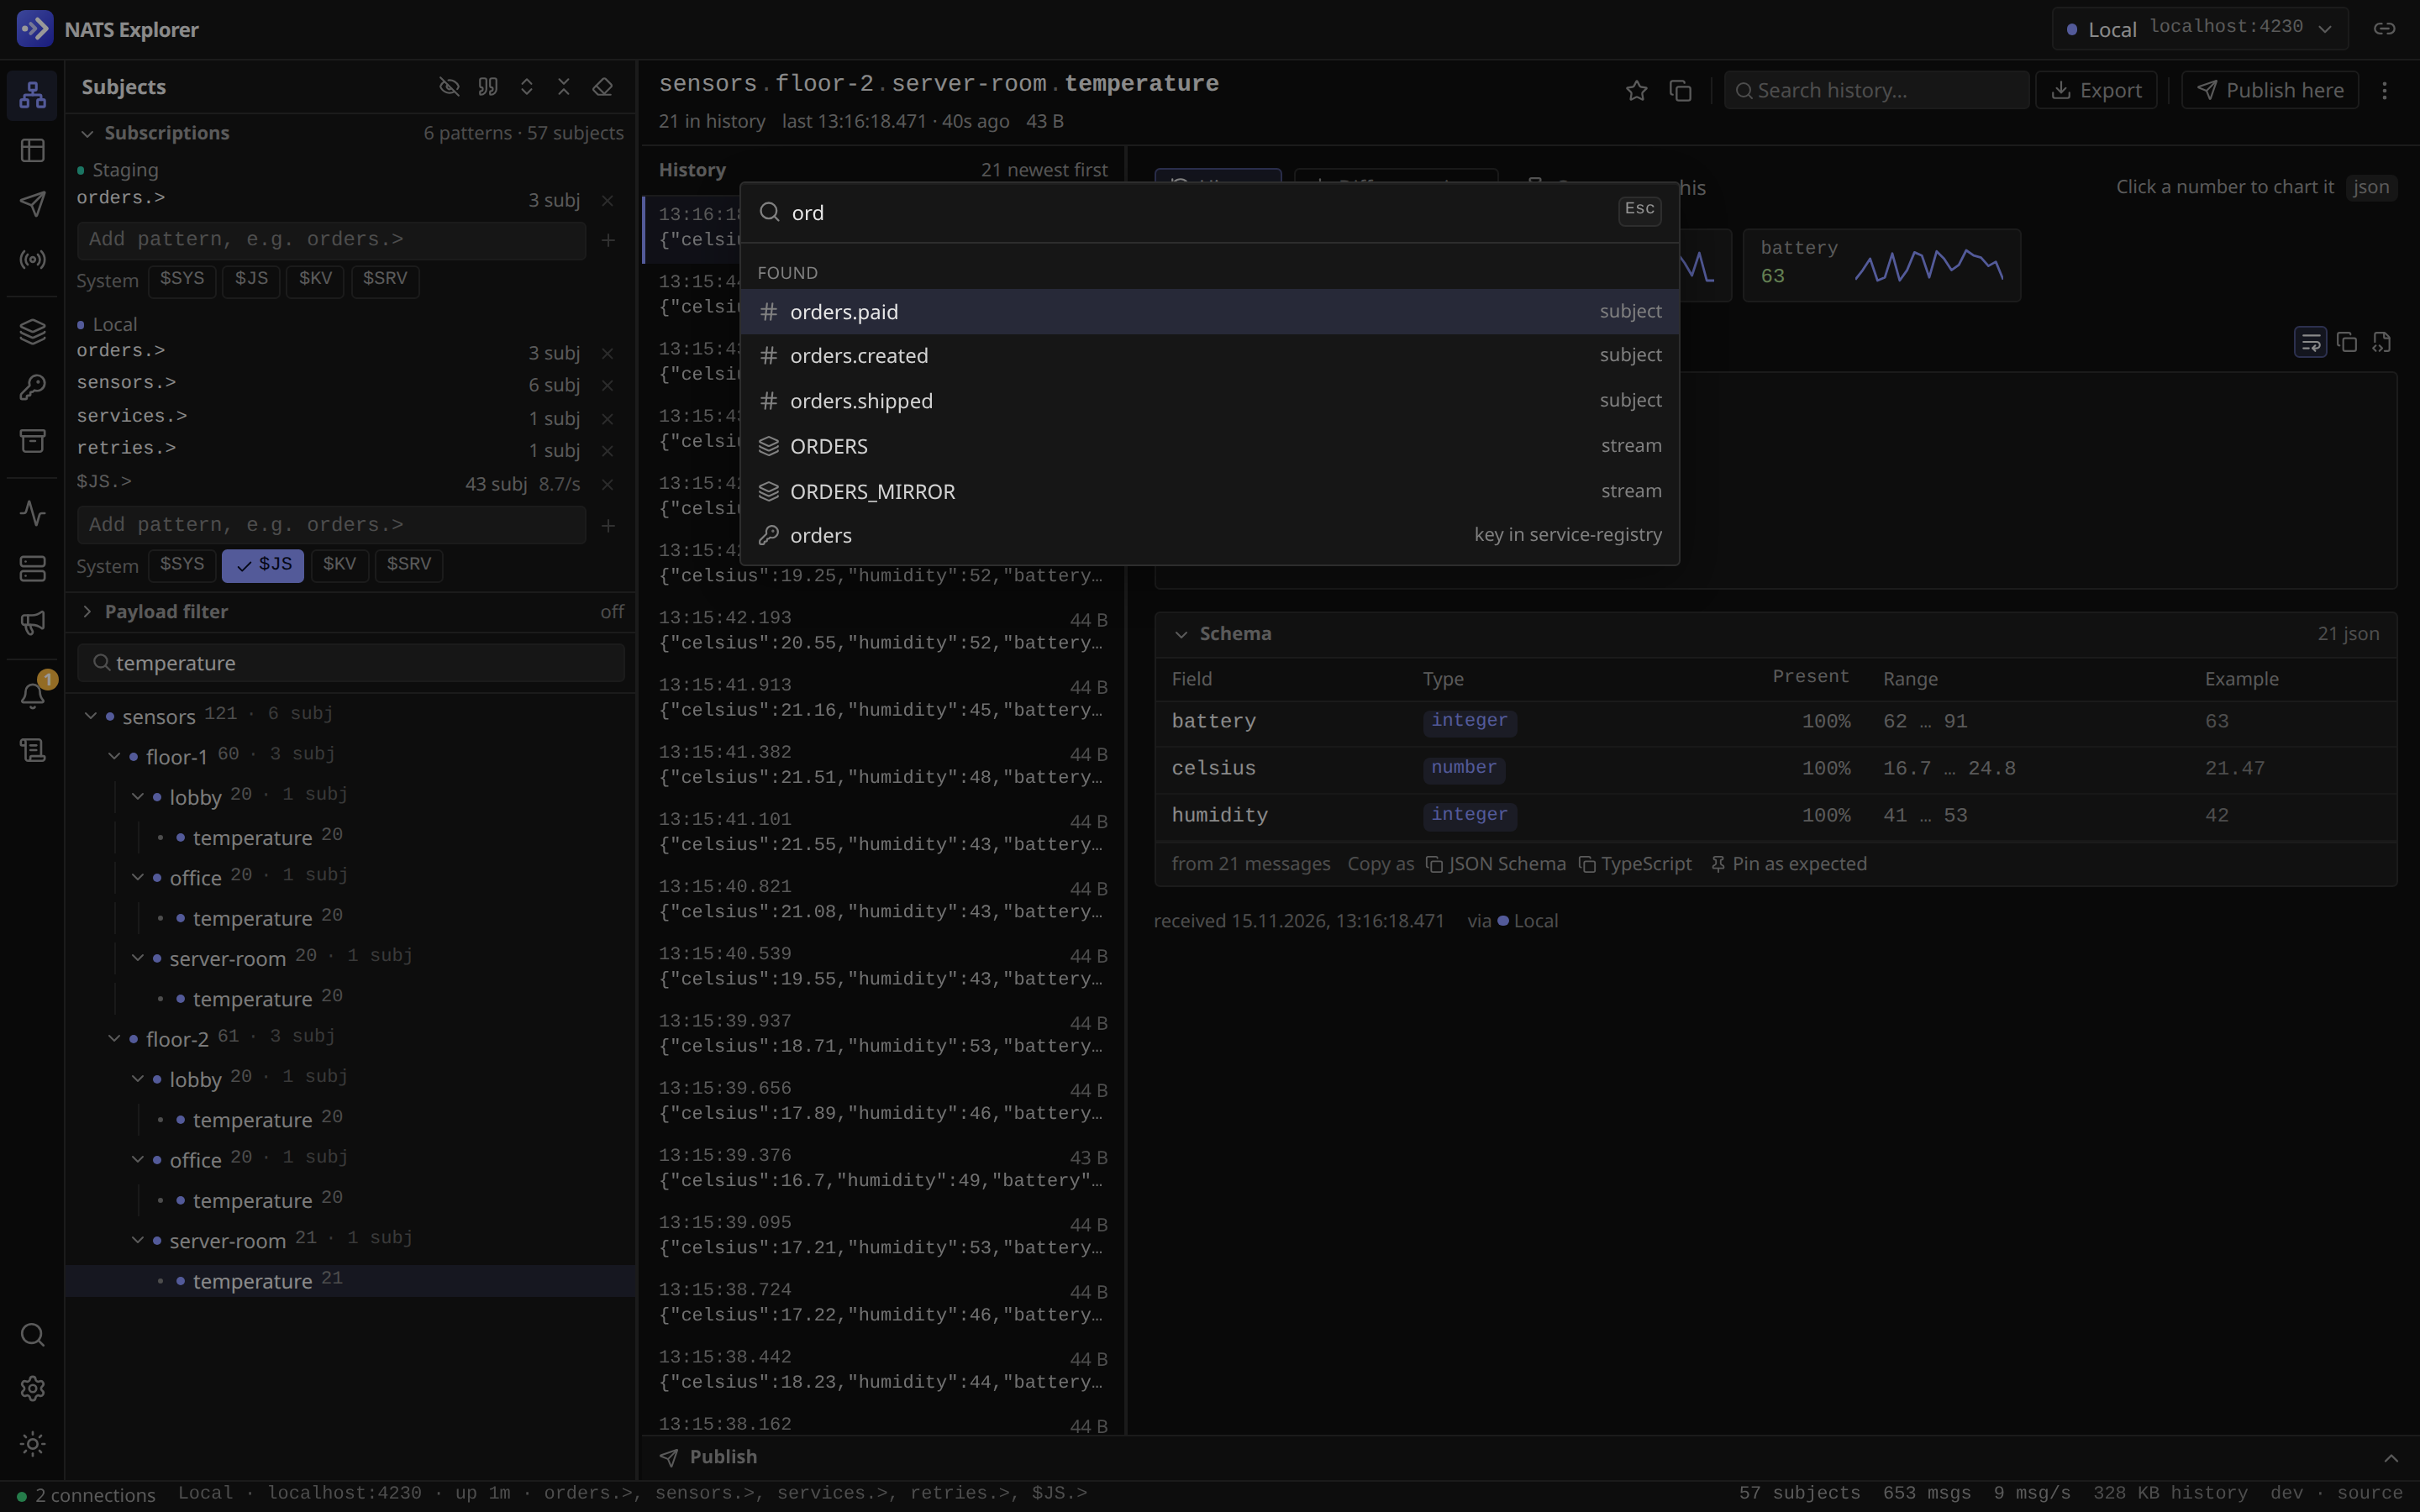 NATS Explorer
Local localhost:4230
Subjects
Subscriptions 6 patterns · 57 subjects
Staging
orders.> 3 subj
Add pattern, e.g. orders.>
System $SYS $JS $KV $SRV
Local
orders.> 3 subj
sensors.> 6 subj
services.> 1 subj
retries.> 1 subj
$JS.> 43 subj 8.7/s
Add pattern, e.g. orders.>
System $SYS $JS $KV $SRV
Payload filter off
temperature
1
sensors 121 · 6 subj
floor-1 60 · 3 subj
lobby 20 · 1 subj
temperature 20
office 20 · 1 subj
temperature 20
server-room 20 · 1 subj
temperature 20
floor-2 61 · 3 subj
lobby 20 · 1 subj
temperature 20
office 20 · 1 subj
temperature 20
server-room 21 · 1 subj
temperature 21
sensors.floor-2.server-room.temperature
21 in history last 13:16:18.471 · 40s ago 43 B
Search history...
Export
Publish here
History 21 newest first
ord Esc
FOUND
orders.paid subject
orders.created subject
orders.shipped subject
ORDERS stream
ORDERS_MIRROR stream
orders key in service-registry
{"celsius":19.25,"humidity":52,"battery…
13:15:42.193 44 B
{"celsius":20.55,"humidity":52,"battery…
13:15:41.913 44 B
{"celsius":21.16,"humidity":45,"battery…
13:15:41.382 44 B
{"celsius":21.51,"humidity":48,"battery…
13:15:41.101 44 B
{"celsius":21.55,"humidity":43,"battery…
13:15:40.821 44 B
{"celsius":21.08,"humidity":43,"battery…
13:15:40.539 44 B
{"celsius":19.55,"humidity":43,"battery…
13:15:39.937 44 B
{"celsius":18.71,"humidity":53,"battery…
13:15:39.656 44 B
{"celsius":17.89,"humidity":46,"battery…
13:15:39.376 43 B
{"celsius":16.7,"humidity":49,"battery"…
13:15:39.095 44 B
{"celsius":17.21,"humidity":53,"battery…
13:15:38.724 44 B
{"celsius":17.22,"humidity":46,"battery…
13:15:38.442 44 B
{"celsius":18.23,"humidity":44,"battery…
13:15:38.162 44 B
Click a number to chart it json
battery
63
Schema 21 json
Field Type Present Range Example
battery integer 100% 62 … 91 63
celsius number 100% 16.7 … 24.8 21.47
humidity integer 100% 41 … 53 42
from 21 messages Copy as JSON Schema TypeScript Pin as expected
received 15.11.2026, 13:16:18.471 via Local
Publish
2 connections Local · localhost:4230 · up 1m · orders.>, sensors.>, services.>, retries.>, $JS.>
57 subjects 653 msgs 9 msg/s 328 KB history dev · source